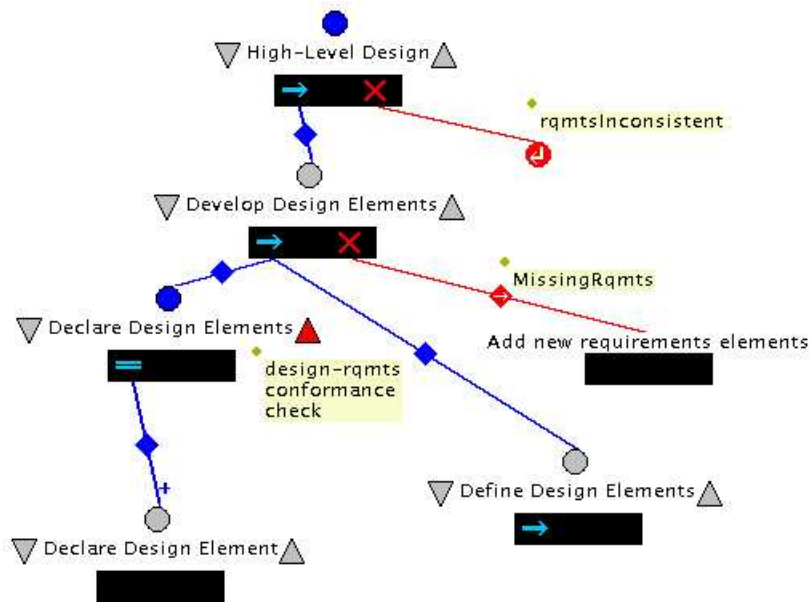 High-Level Design
rqmtsInconsistent
Develop Design Elements
MissingRqmts
Declare Design Elements
Add new requirements elements
design-rqmts
conformance
check
+
Define Design Elements
Declare Design Element